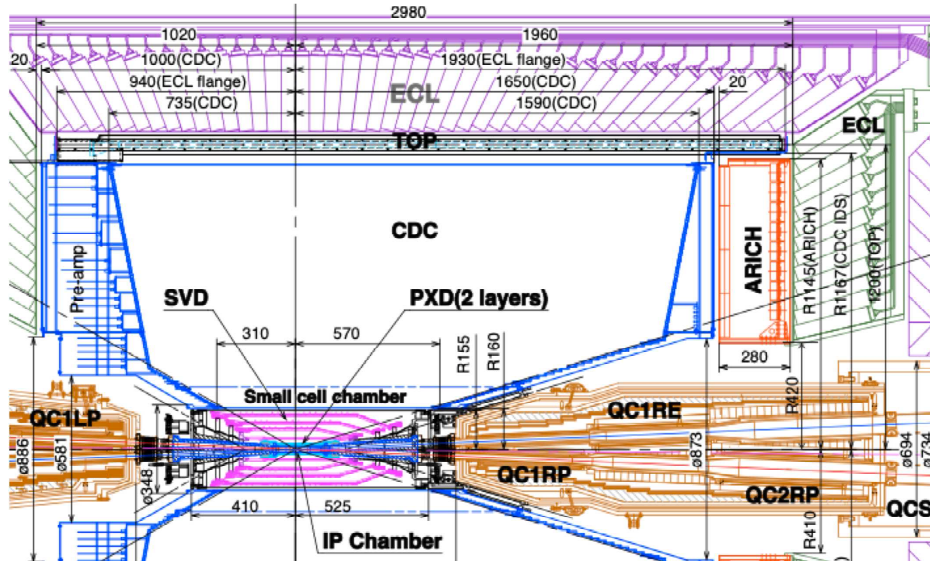 2980
1020 1960
20 1000(CDC) 1930(ECL flange)
940(ECL flange) ECL 1650(CDC) 20
735(CDC) 1590(CDC)
ECL
TOP
CDC
Pre-amp
ARICH
R1145(ARICH)
R1167(CDC IDS)
1200(TOP)
SVD PXD(2 layers)
310 570
R155
R160
280
Small cell chamber
R420
QC1LP QC1RE
ø886
ø581
ø348
ø873
ø694
ø734
QC1RP
QC2RP
QCS
410 525
R410
IP Chamber